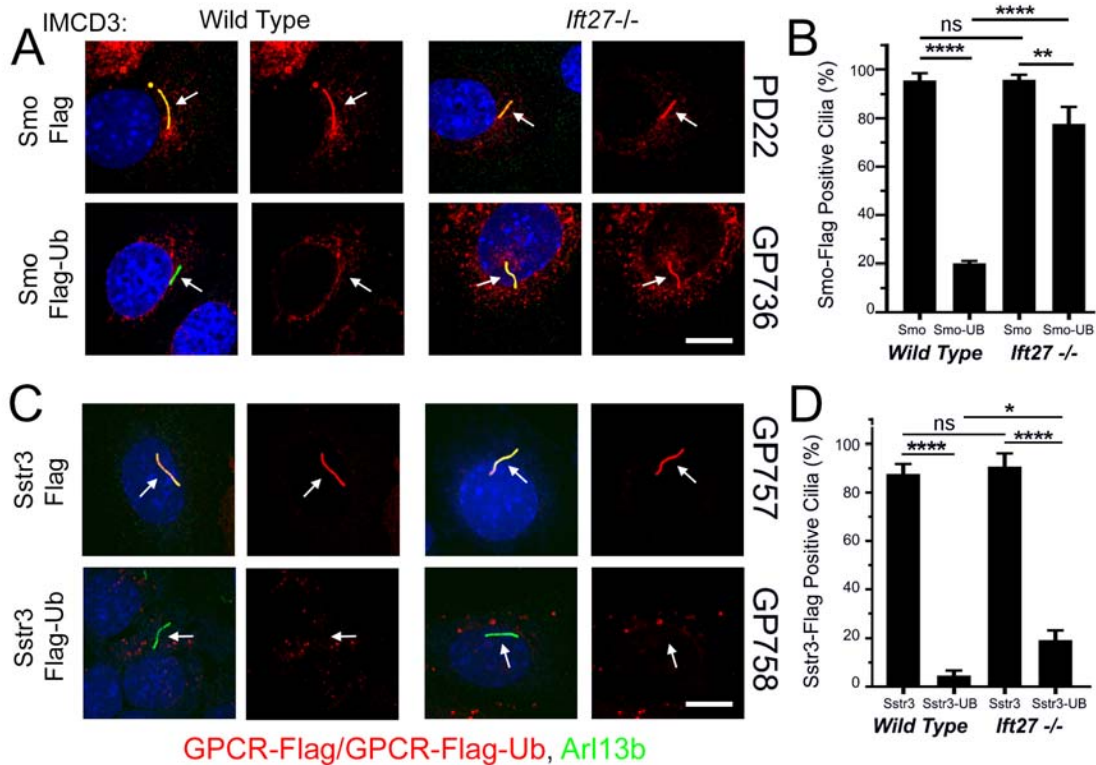 IMCD3: Wild Type Ift27-/-
A
Smo
Flag
PD22
Smo
Flag-Ub
GP736
B
Smo-Flag Positive Cilia (%)
****
ns
****
**
100
80
60
40
20
0
Smo Smo-UB Smo Smo-UB
Wild Type Ift27 -/-
C
Sstr3
Flag
GP757
Sstr3
Flag-Ub
GP758
GPCR-Flag/GPCR-Flag-Ub, Arl13b
D
Sstr3-Flag Positive Cilia (%)
*
ns
****
****
100
80
60
40
20
0
Sstr3 Sstr3-UB Sstr3 Sstr3-UB
Wild Type Ift27 -/-